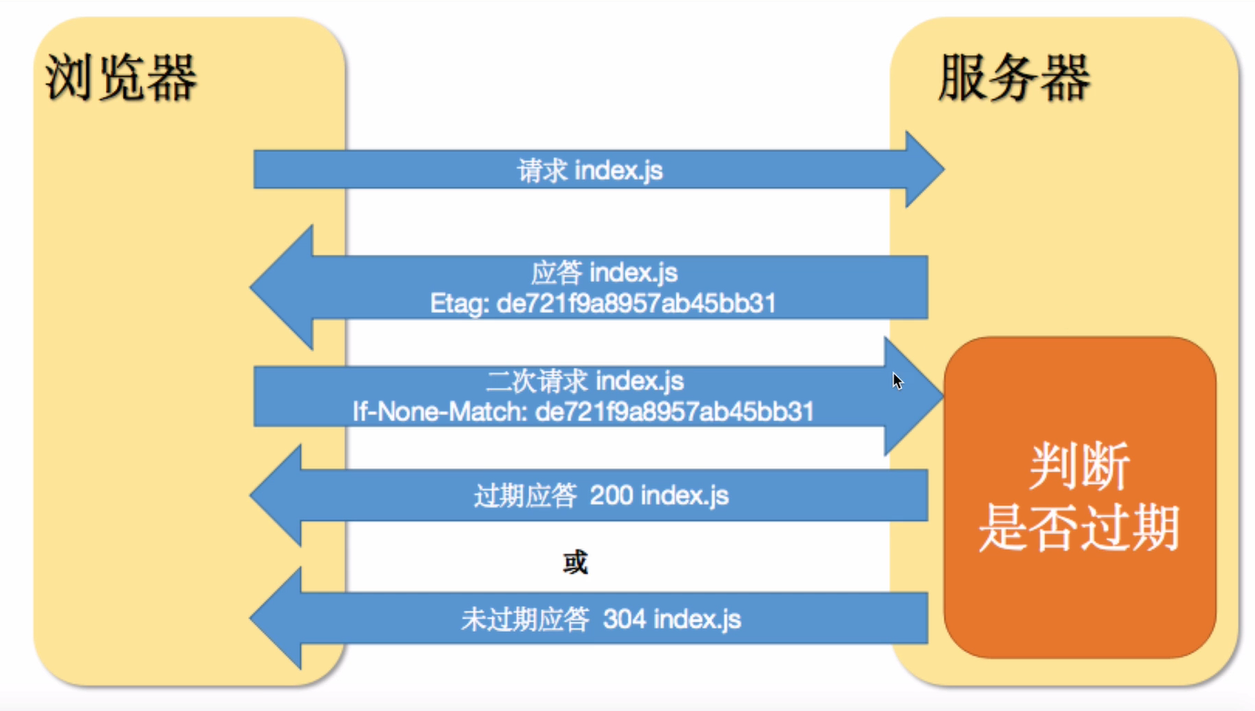 浏览器
服务器
请求 index.js
应答 index.js
Etag: de721f9a8957ab45bb31
二次请求 index.js
If-None-Match: de721f9a8957ab45bb31
过期应答 200 index.js
或
未过期应答 304 index.js
判断
是否过期